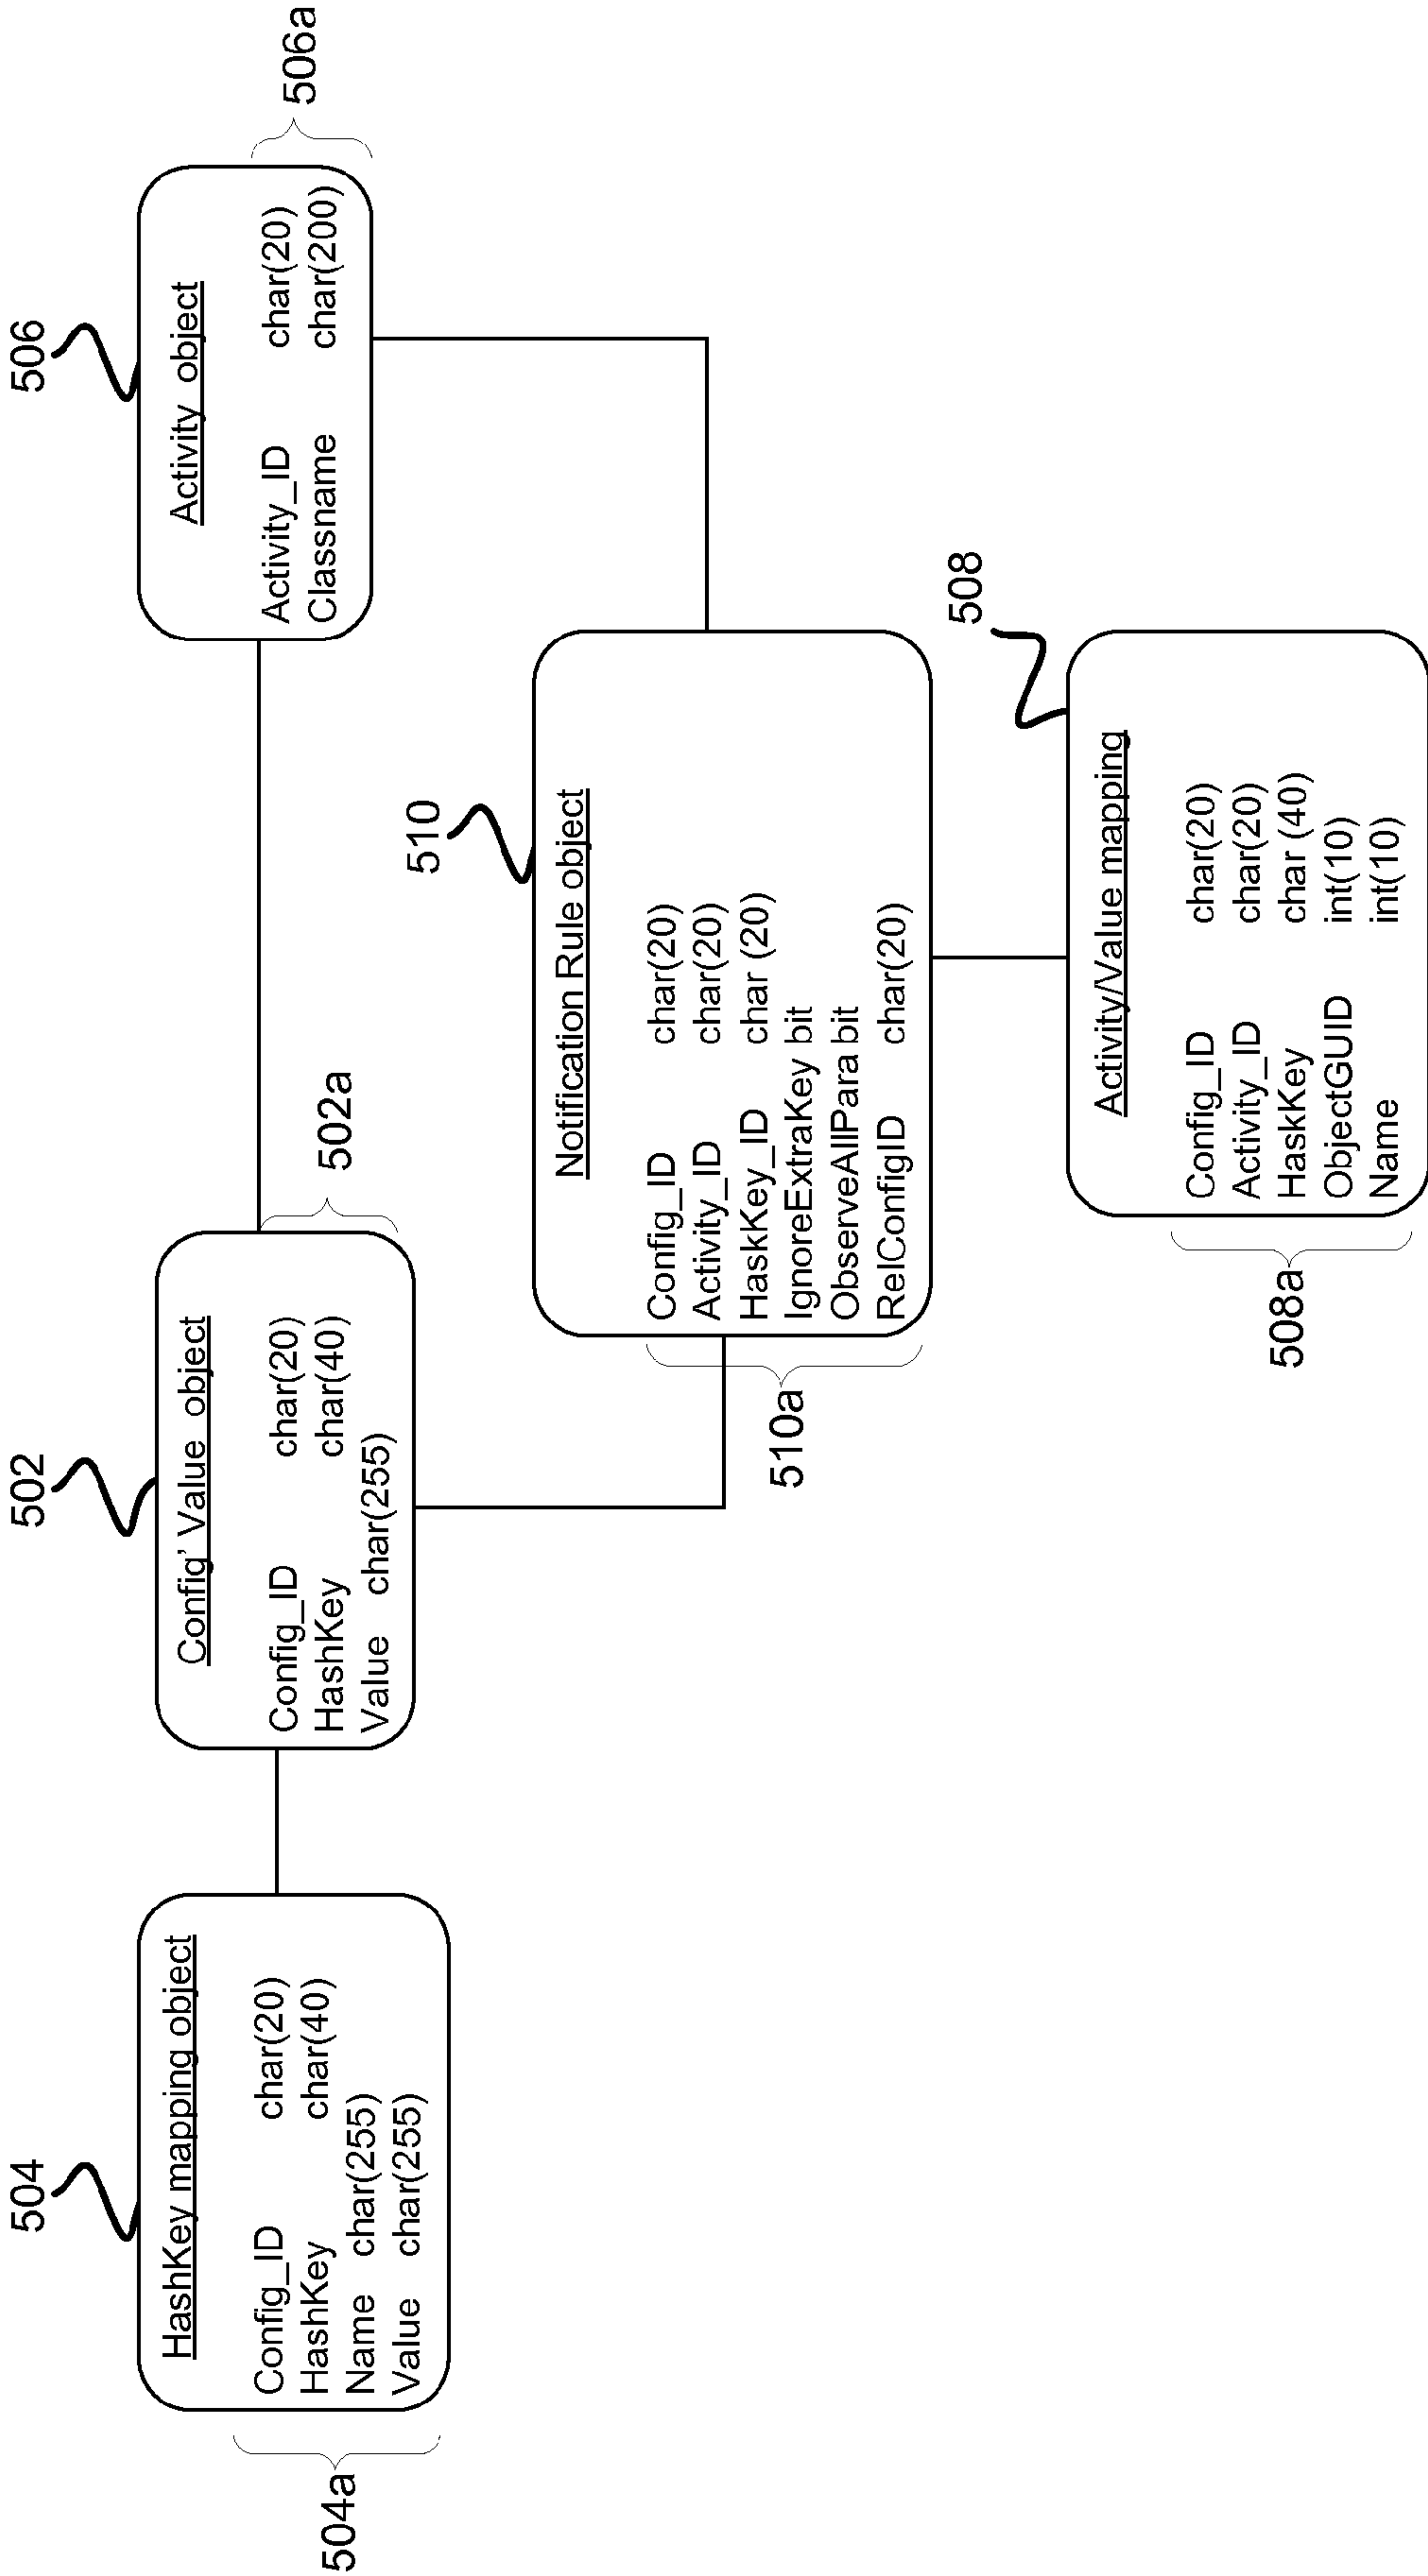 504
HashKey mapping object
Config_ID char(20)
HashKey char(40)
Name char(255)
Value char(255)
504a
502
Config' Value object
Config_ID char(20)
HashKey char(40)
Value char(255)
502a
506
Activity object
Activity_ID char(20)
Classname char(200)
506a
510
Notification Rule object
Config_ID char(20)
Activity_ID char(20)
HaskKey_ID char (20)
IgnoreExtraKey bit
ObserveAllPara bit
RelConfigID char(20)
510a
508
Activity/Value mapping
Config_ID char(20)
Activity_ID char(20)
HaskKey char (40)
ObjectGUID int(10)
Name int(10)
508a